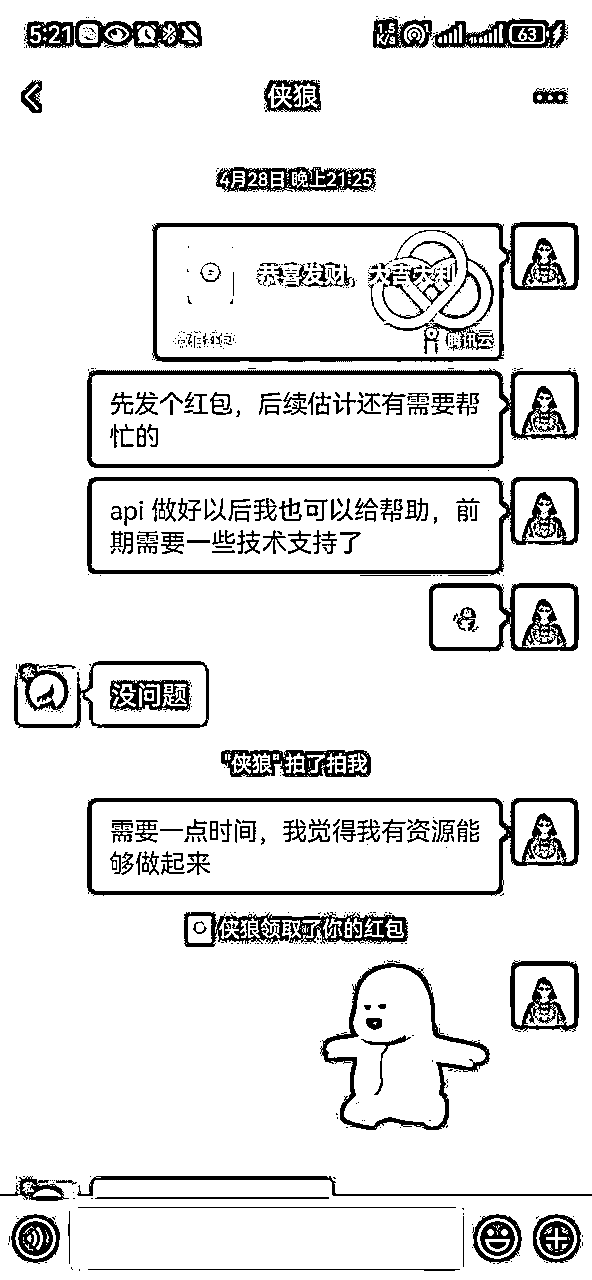 5:21
1.5
K/s
63
侠狼
4月28日 晚上21:25
恭喜发财，大吉大利
微信红包
腾讯云
先发个红包，后续估计还有需要帮
忙的
api 做好以后我也可以给帮助，前
期需要一些技术支持了
没问题
"侠狼"拍了拍我
需要一点时间，我觉得我有资源能
够做起来
侠狼领取了你的红包